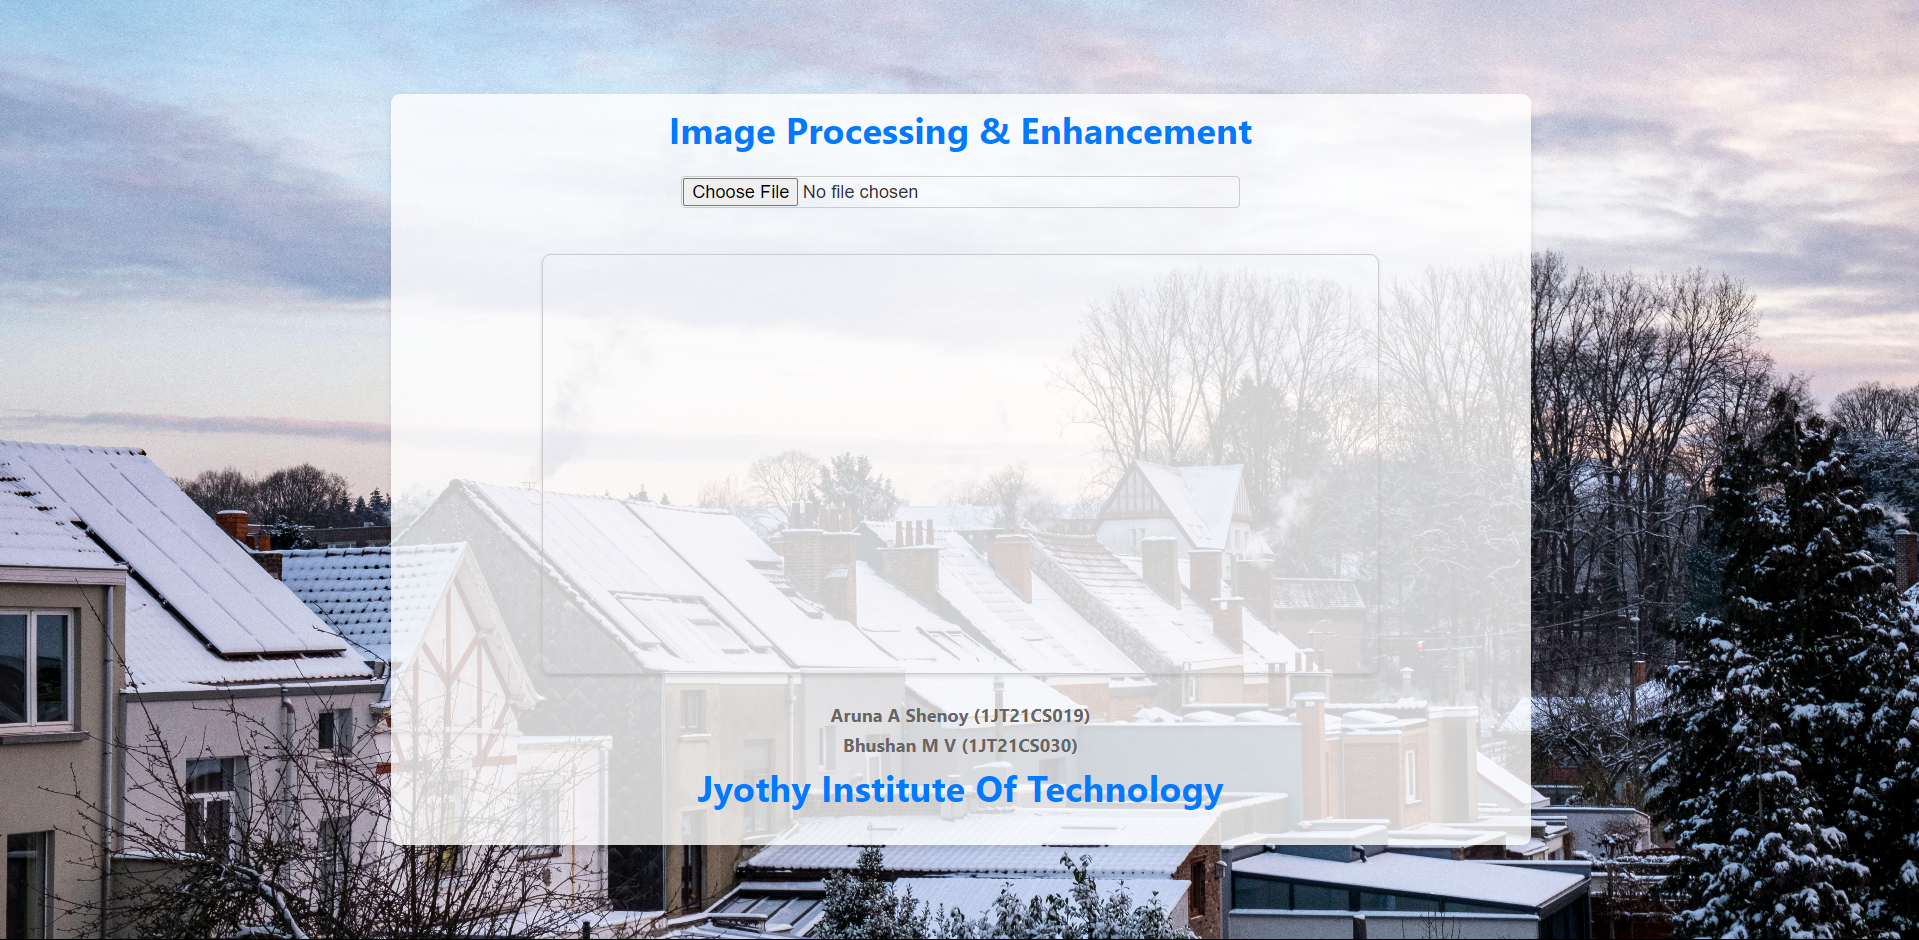 Image Processing & Enhancement
Choose File No file chosen
Aruna A Shenoy (1JT21CS019)
Bhushan M V (1JT21CS030)
Jyothy Institute Of Technology